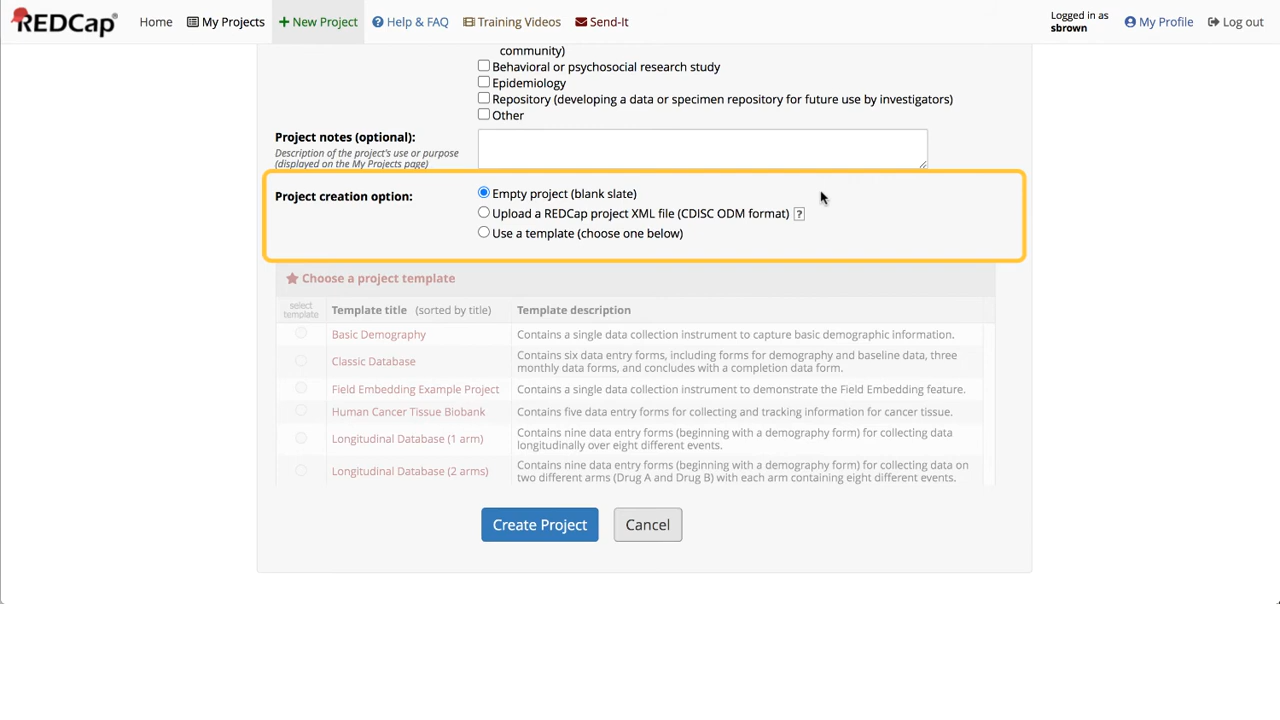 REDCap®
Home My Projects + New Project Help & FAQ Training Videos Send-It
Logged in as
sbrown
My Profile Log out
community)
Behavioral or psychosocial research study
Epidemiology
Repository (developing a data or specimen repository for future use by investigators)
Other
Project notes (optional):
Description of the project's use or purpose
(displayed on the My Projects page)
Project creation option:
Empty project (blank slate)
Upload a REDCap project XML file (CDISC ODM format) ?
Use a template (choose one below)
Choose a project template
select
template
Template title (sorted by title) Template description
Basic Demography Contains a single data collection instrument to capture basic demographic information.
Classic Database Contains six data entry forms, including forms for demography and baseline data, three
monthly data forms, and concludes with a completion data form.
Field Embedding Example Project Contains a single data collection instrument to demonstrate the Field Embedding feature.
Human Cancer Tissue Biobank Contains five data entry forms for collecting and tracking information for cancer tissue.
Longitudinal Database (1 arm) Contains nine data entry forms (beginning with a demography form) for collecting data
longitudinally over eight different events.
Longitudinal Database (2 arms) Contains nine data entry forms (beginning with a demography form) for collecting data on
two different arms (Drug A and Drug B) with each arm containing eight different events.
Create Project Cancel